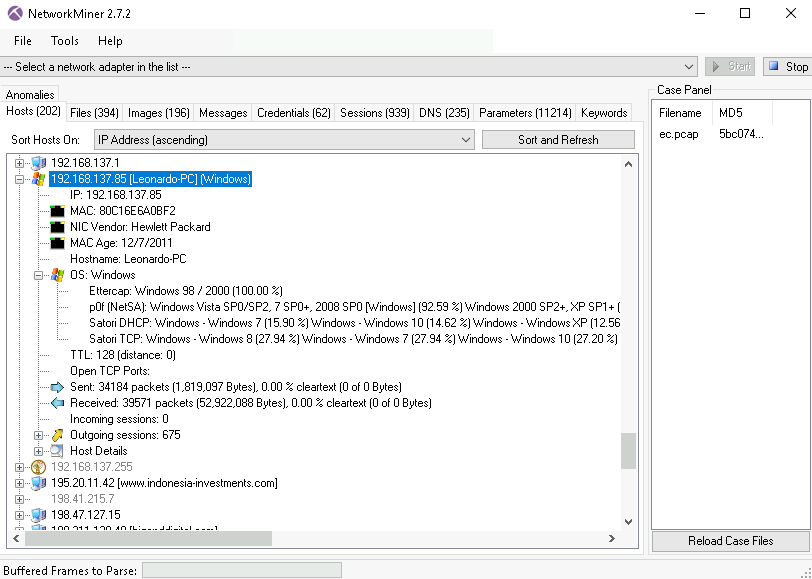 NetworkMiner 2.7.2
File Tools Help
--- Select a network adapter in the list ---
Start
Stop
Anomalies
Hosts (202) Files (394) Images (196) Messages Credentials (62) Sessions (939) DNS (235) Parameters (11214) Keywords
Sort Hosts On: IP Address (ascending) Sort and Refresh
192.168.137.1
192.168.137.85 [Leonardo-PC] (Windows)
IP: 192.168.137.85
MAC: 80C16E6A0BF2
NIC Vendor: Hewlett Packard
MAC Age: 12/7/2011
Hostname: Leonardo-PC
OS: Windows
Ettercap: Windows 98 / 2000 (100.00 %)
p0f (NetSA): Windows Vista SP0/SP2, 7 SP0+, 2008 SP0 [Windows] (92.59 %) Windows 2000 SP2+, XP SP1+ (
Satori DHCP: Windows - Windows 7 (15.90 %) Windows - Windows 10 (14.62 %) Windows - Windows XP (12.56
Satori TCP: Windows - Windows 8 (27.94 %) Windows - Windows 7 (27.94 %) Windows - Windows 10 (27.20 %)
TTL: 128 (distance: 0)
Open TCP Ports:
Sent: 34184 packets (1,819,097 Bytes), 0.00 % cleartext (0 of 0 Bytes)
Received: 39571 packets (52,922,088 Bytes), 0.00 % cleartext (0 of 0 Bytes)
Incoming sessions: 0
Outgoing sessions: 675
Host Details
192.168.137.255
195.20.11.42 [www.indonesia-investments.com]
198.41.215.7
198.47.127.15
Case Panel
Filename MD5
ec.pcap 5bc074...
Reload Case Files
Buffered Frames to Parse: